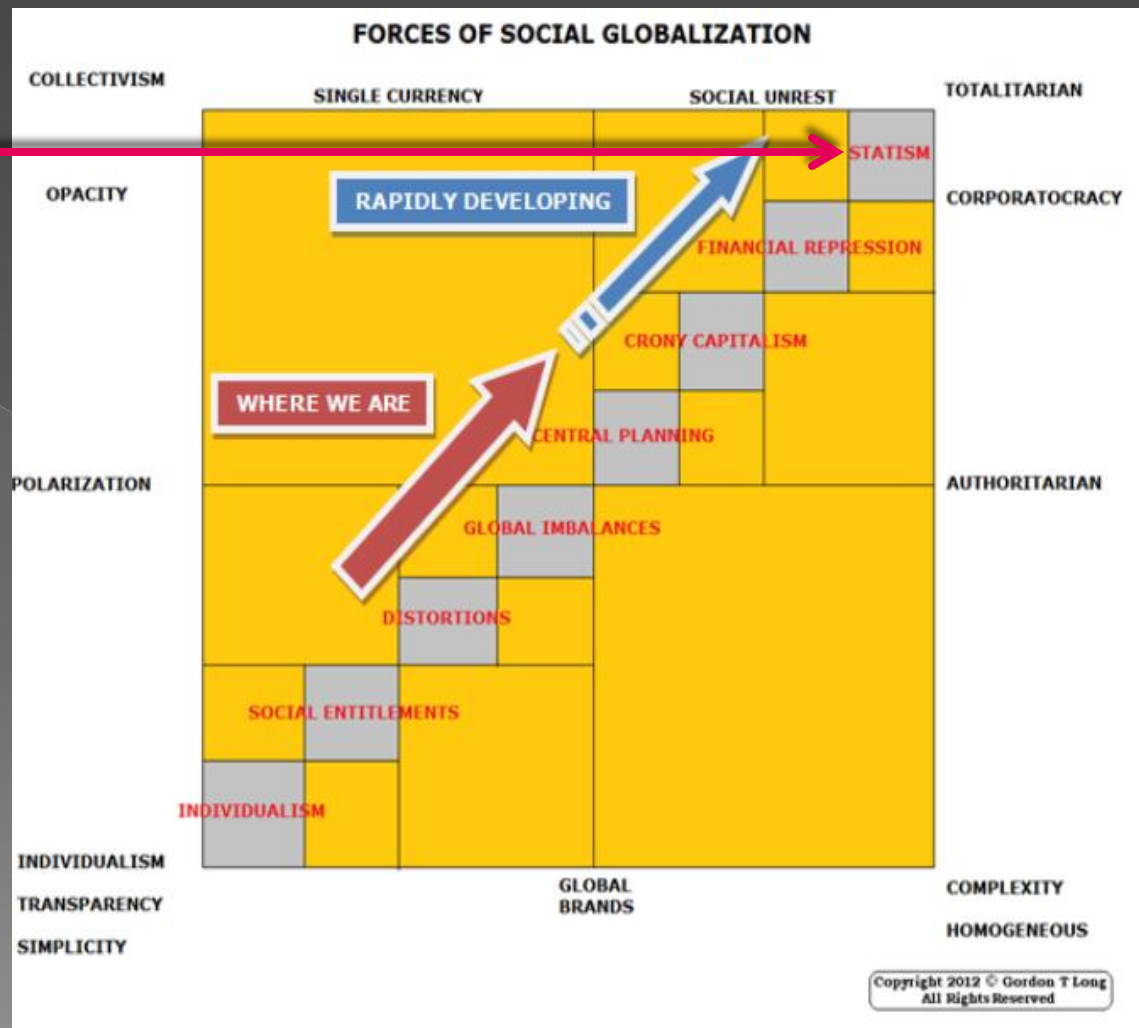 FORCES OF SOCIAL GLOBALIZATION
COLLECTIVISM
SINGLE CURRENCY
SOCIAL UNREST
TOTALITARIAN
STATISM
OPACITY
RAPIDLY DEVELOPING
CORPORATOCRACY
FINANCIAL REPRESSION
CRONY CAPITALISM
WHERE WE ARE
CENTRAL PLANNING
POLARIZATION
AUTHORITARIAN
GLOBAL IMBALANCES
DISTORTIONS
SOCIAL ENTITLEMENTS
INDIVIDUALISM
INDIVIDUALISM
TRANSPARENCY
SIMPLICITY
GLOBAL
BRANDS
COMPLEXITY
HOMOGENEOUS
Copyright 2012 © Gordon T Long
All Rights Reserved